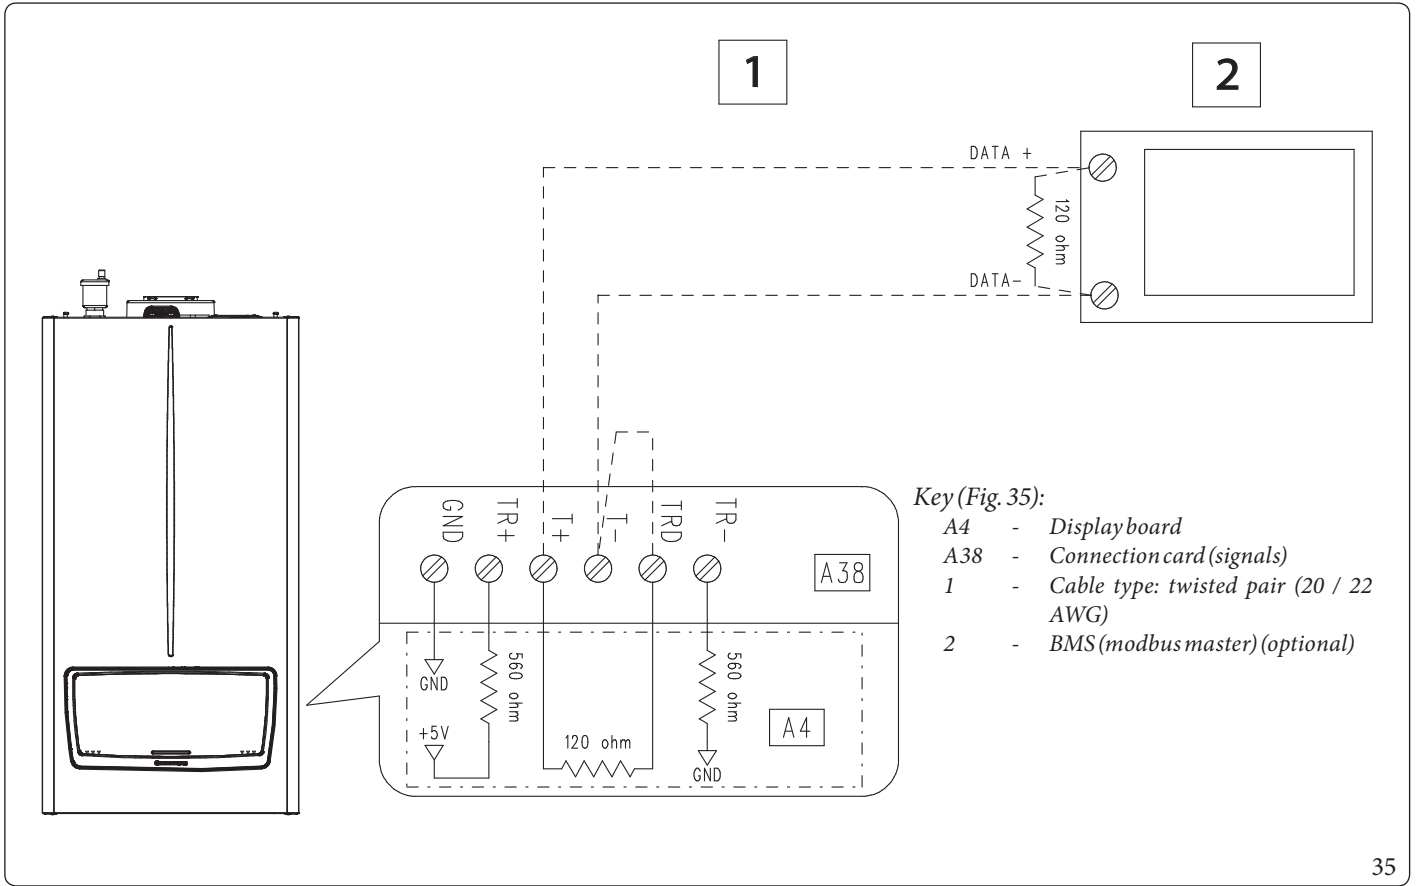 1
2
DATA +
120 ohm
DATA-
GND
TR+
T+
T-
TRD
TR-
A38
GND
560 ohm
+5V
120 ohm
560 ohm
GND
A4
Key (Fig. 35):
A4 - Display board
A38 - Connection card (signals)
1 - Cable type: twisted pair (20 / 22
AWG)
2 - BMS (modbus master) (optional)
35